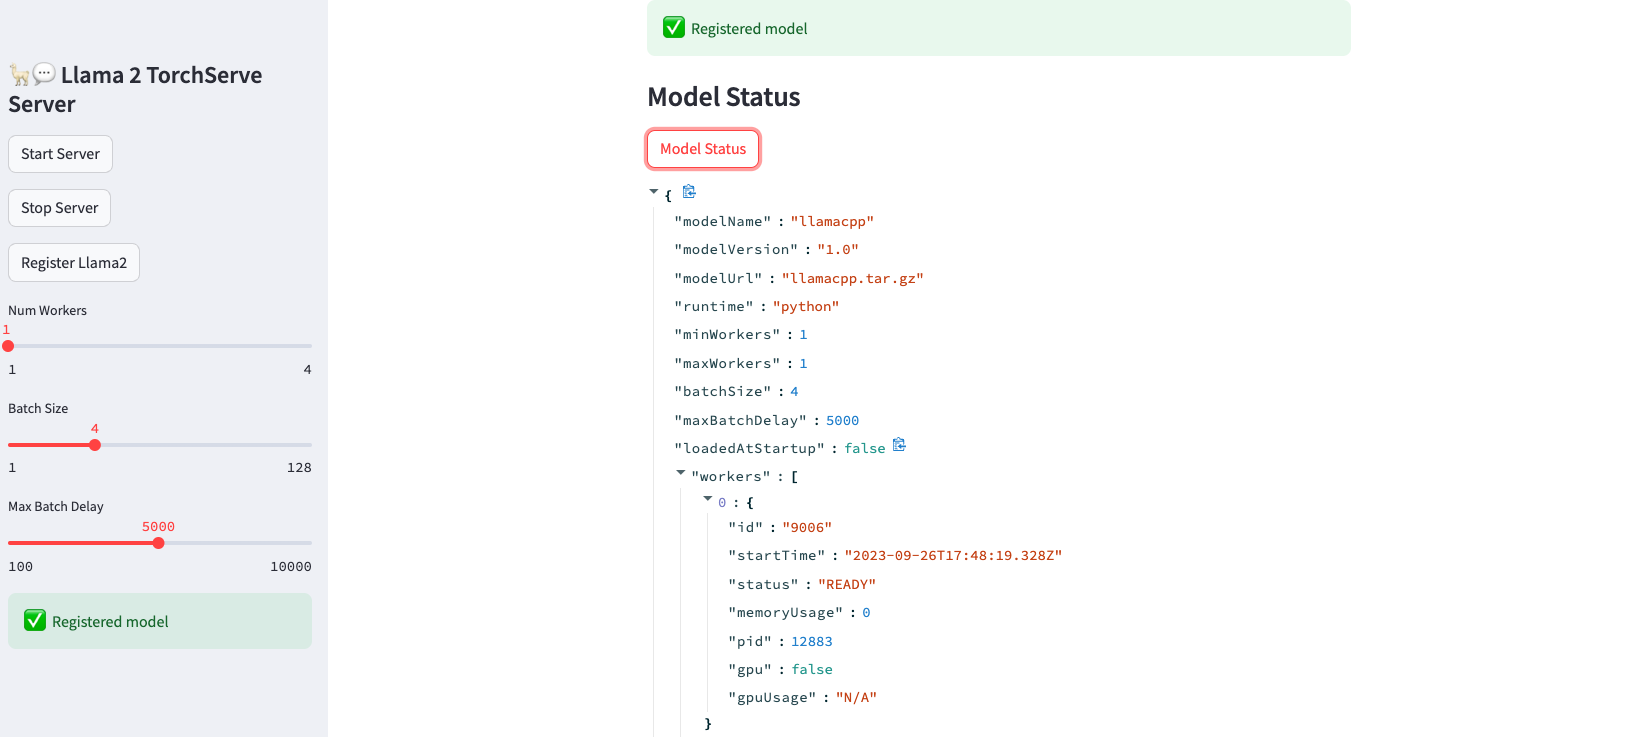 Llama 2 TorchServe
Server
Start Server
Stop Server
Register Llama2
Num Workers
1
1 4
Batch Size
4
1 128
Max Batch Delay
5000
100 10000
Registered model
Registered model
Model Status
Model Status
{
"modelName" : "llamacpp"
"modelVersion" : "1.0"
"modelUrl" : "llamacpp.tar.gz"
"runtime" : "python"
"minWorkers" : 1
"maxWorkers" : 1
"batchSize" : 4
"maxBatchDelay" : 5000
"loadedAtStartup" : false
"workers" : [
0 : {
"id" : "9006"
"startTime" : "2023-09-26T17:48:19.328Z"
"status" : "READY"
"memoryUsage" : 0
"pid" : 12883
"gpu" : false
"gpuUsage" : "N/A"
}